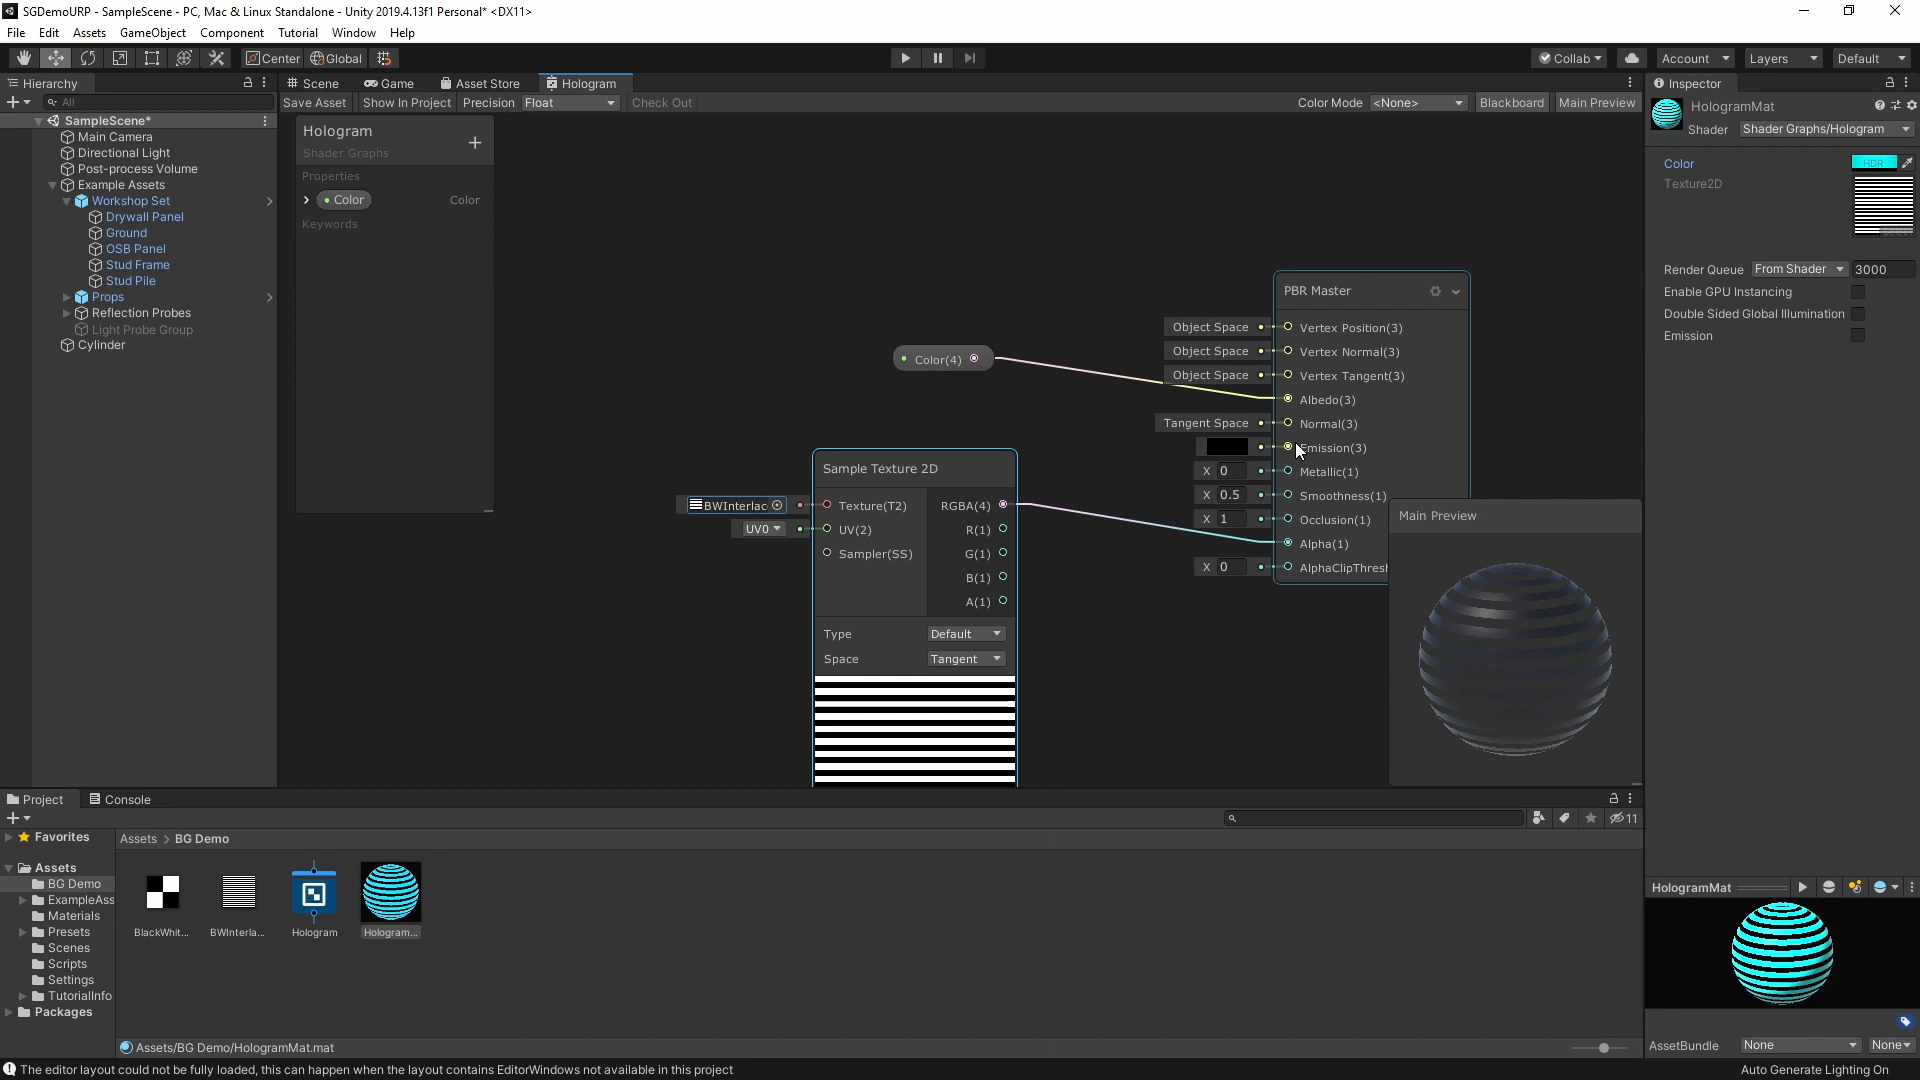 SGDemoURP - SampleScene - PC, Mac & Linux Standalone - Unity 2019.4.13f1 Personal* <DX11>
File Edit Assets GameObject Component Tutorial Window Help
Center Global Collab Account Layers Default
Hierarchy
All
SampleScene*
Main Camera
Directional Light
Post-process Volume
Example Assets
Workshop Set
Drywall Panel
Ground
OSB Panel
Stud Frame
Stud Pile
Props
Reflection Probes
Light Probe Group
Cylinder
Scene Game Asset Store Hologram
Save Asset Show In Project Precision Float Check Out Color Mode <None> Blackboard Main Preview
Hologram
Shader Graphs
Properties
Color Color
Keywords
Color(4)
Sample Texture 2D
BWInterlac Texture(T2) RGBA(4)
UV0 UV(2) R(1)
Sampler(SS) G(1)
B(1)
A(1)
Type Default
Space Tangent
PBR Master
Object Space Vertex Position(3)
Object Space Vertex Normal(3)
Object Space Vertex Tangent(3)
Albedo(3)
Tangent Space Normal(3)
Emission(3)
X 0 Metallic(1)
X 0.5 Smoothness(1)
X 1 Occlusion(1)
Alpha(1)
X 0 AlphaClipThresh
Main Preview
Inspector
HologramMat
Shader Shader Graphs/Hologram
Color HDR
Texture2D
Select
Render Queue From Shader 3000
Enable GPU Instancing
Double Sided Global Illumination
Emission
Project Console
11
Favorites
Assets
BG Demo
ExampleAss
Materials
Presets
Scenes
Scripts
Settings
TutorialInfo
Packages
Assets > BG Demo
BlackWhit... BWInterla... Hologram Hologram...
Assets/BG Demo/HologramMat.mat
HologramMat
AssetBundle None None
The editor layout could not be fully loaded, this can happen when the layout contains EditorWindows not available in this project
Auto Generate Lighting On